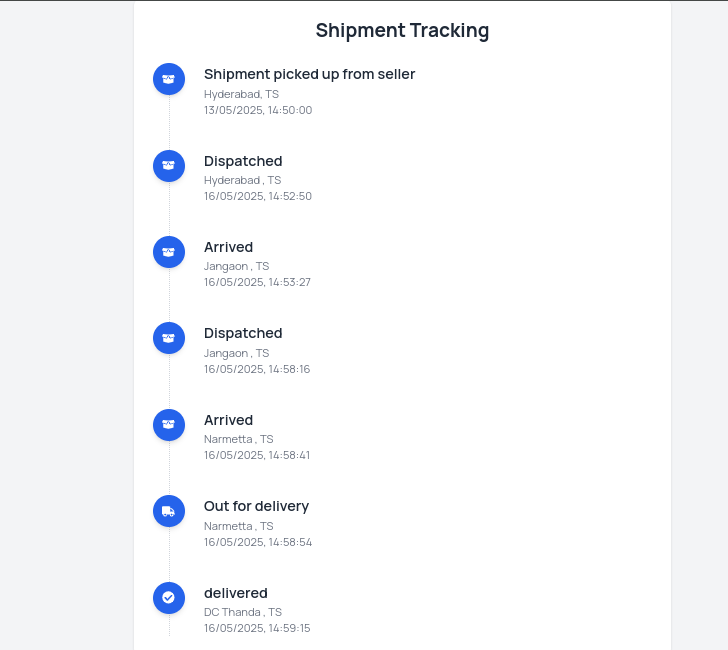 Shipment Tracking
Shipment picked up from seller
Hyderabad, TS
13/05/2025, 14:50:00
Dispatched
Hyderabad , TS
16/05/2025, 14:52:50
Arrived
Jangaon , TS
16/05/2025, 14:53:27
Dispatched
Jangaon , TS
16/05/2025, 14:58:16
Arrived
Narmetta , TS
16/05/2025, 14:58:41
Out for delivery
Narmetta , TS
16/05/2025, 14:58:54
delivered
DC Thanda , TS
16/05/2025, 14:59:15